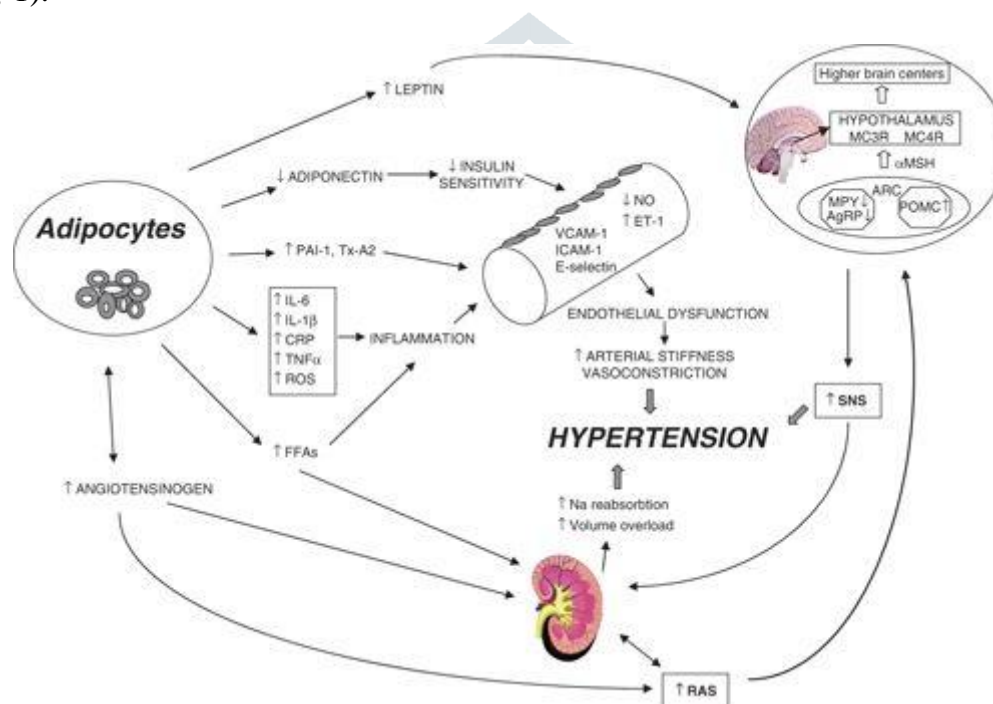 Higher brain centers
↑ LEPTIN
HYPOTHALAMUS
MC3R MC4R
αMSH
↓ ADIPONECTIN
↓ INSULIN
SENSITIVITY
ARC
MPY↓
AgRP↓
POMC↑
↓ NO
↑ ET-1
VCAM-1
ICAM-1
E-selectin
Adipocytes
↑ PAI-1, Tx-A2
↑ IL-6
↑ IL-1β
↑ CRP
↑ TNFα
↑ ROS
INFLAMMATION
ENDOTHELIAL DYSFUNCTION
↑ ARTERIAL STIFFNESS
VASOCONSTRICTION
↑ SNS
HYPERTENSION
↑ FFAs
↑ ANGIOTENSINOGEN
↑ Na reabsorbtion
↑ Volume overload
↑ RAS